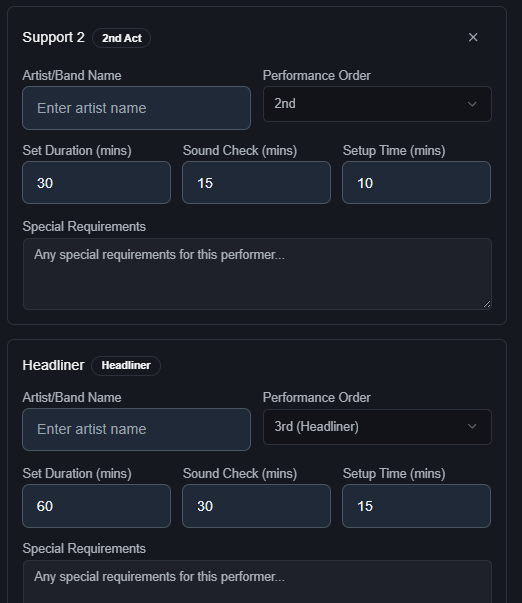 Support 2 2nd Act
Artist/Band Name Performance Order
Enter artist name 2nd
Set Duration (mins) Sound Check (mins) Setup Time (mins)
30 15 10
Special Requirements
Any special requirements for this performer...
Headliner Headliner
Artist/Band Name Performance Order
Enter artist name 3rd (Headliner)
Set Duration (mins) Sound Check (mins) Setup Time (mins)
60 30 15
Special Requirements
Any special requirements for this performer...